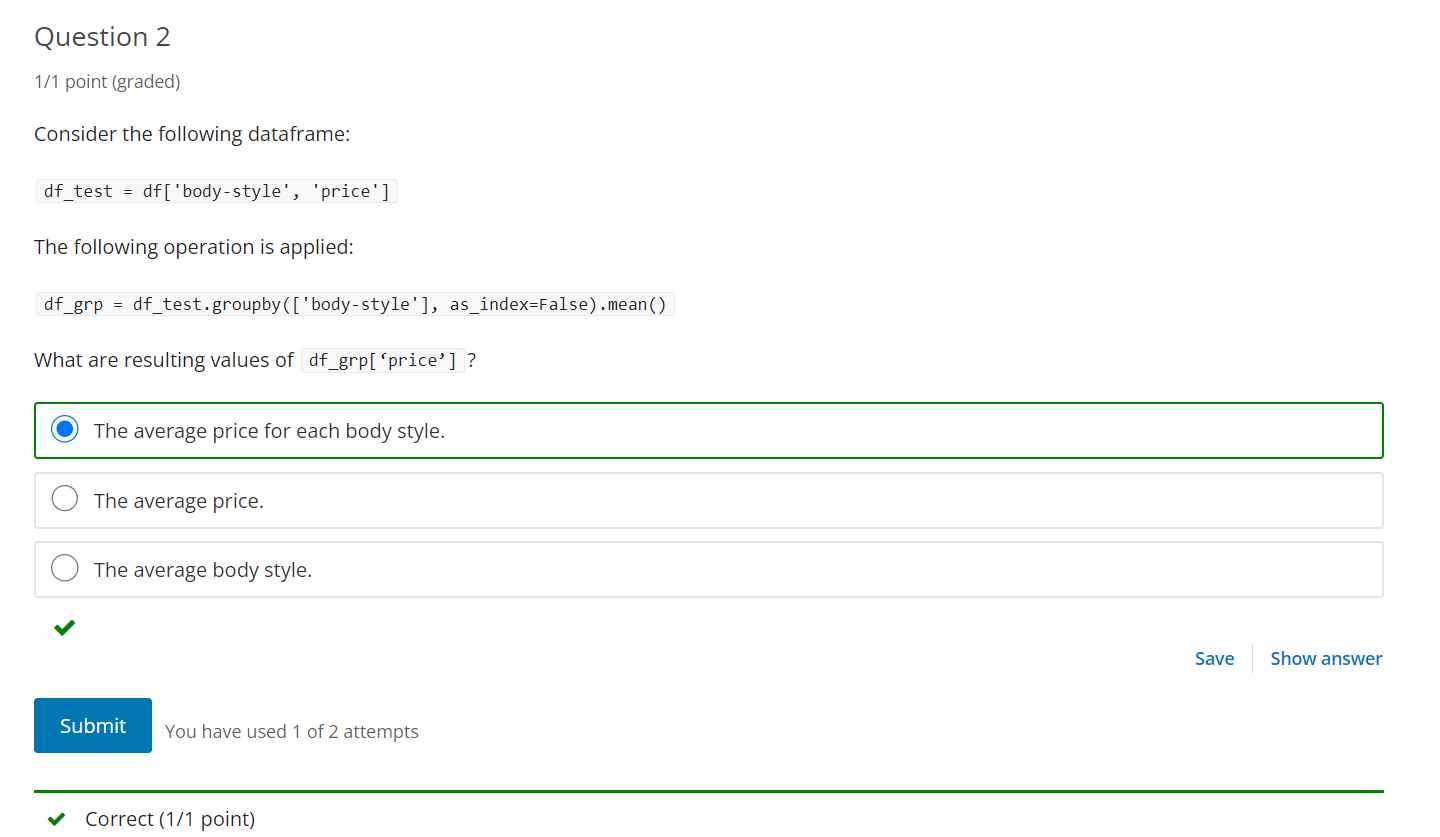 Question 2
1/1 point (graded)
Consider the following dataframe:
df_test = df['body-style', 'price']
The following operation is applied:
df_grp = df_test.groupby(['body-style'], as_index=False).mean()
What are resulting values of df_grp[‘price’] ?
The average price for each body style.
The average price.
The average body style.
Save Show answer
Submit You have used 1 of 2 attempts
Correct (1/1 point)